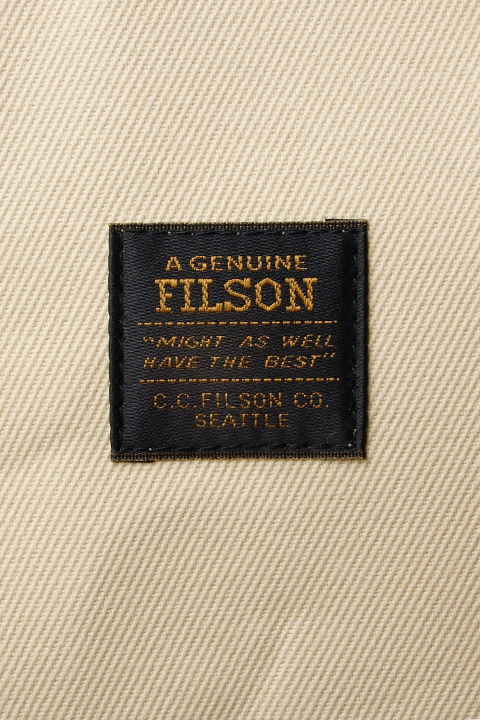 A GENUINE
FILSON
"MIGHT AS WELL
HAVE THE BEST"
C.C.FILSON CO.
SEATTLE